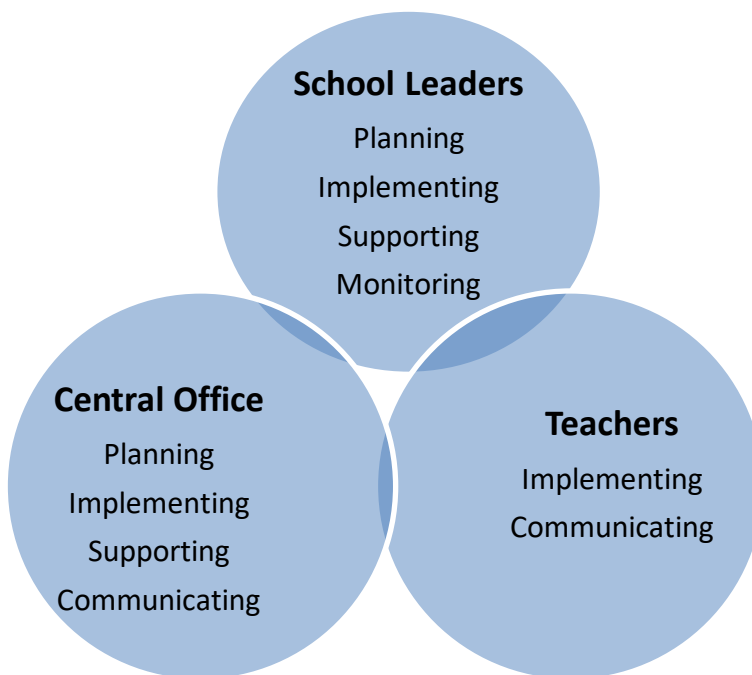 School Leaders
Planning
Implementing
Supporting
Monitoring
Central Office
Planning
Implementing
Supporting
Communicating
Teachers
Implementing
Communicating